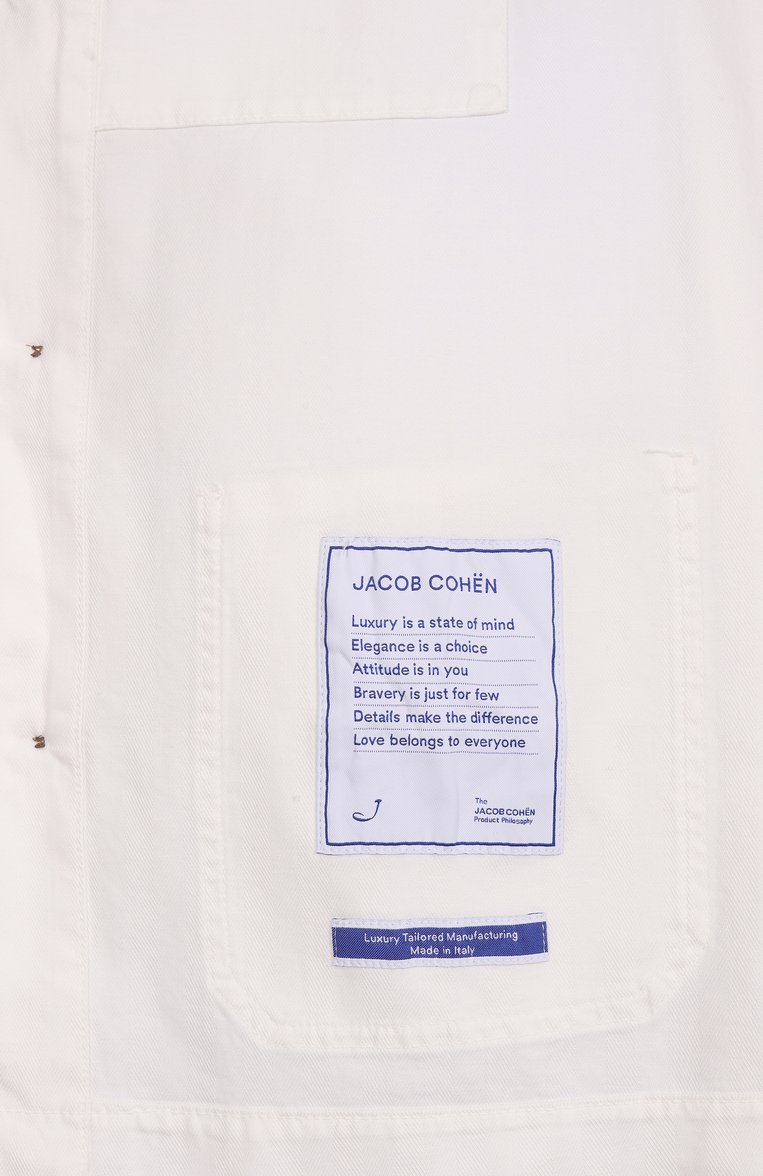 JACOB COHËN
Luxury is a state of mind
Elegance is a choice
Attitude is in you
Bravery is just for few
Details make the difference
Love belongs to everyone
J
The
JACOB COHËN
Product Philosophy
Luxury Tailored Manufacturing
Made in Italy